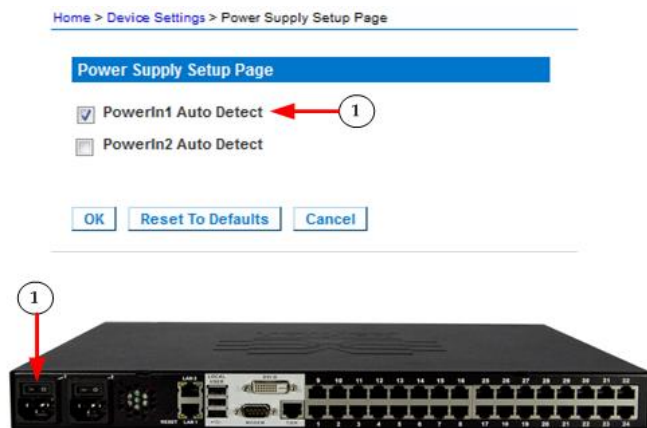 Home > Device Settings > Power Supply Setup Page
Power Supply Setup Page
PowerIn1 Auto Detect
1
PowerIn2 Auto Detect
OK
Reset To Defaults
Cancel
1
LAN 2
LOCAL USER
DVI-D
9 10 11 12 13 14 15 16 25 26 27 28 29 30 31 32
RESET LAN 1
MODEM
1 2 3 4 5 6 7 8 17 18 19 20 21 22 23 24